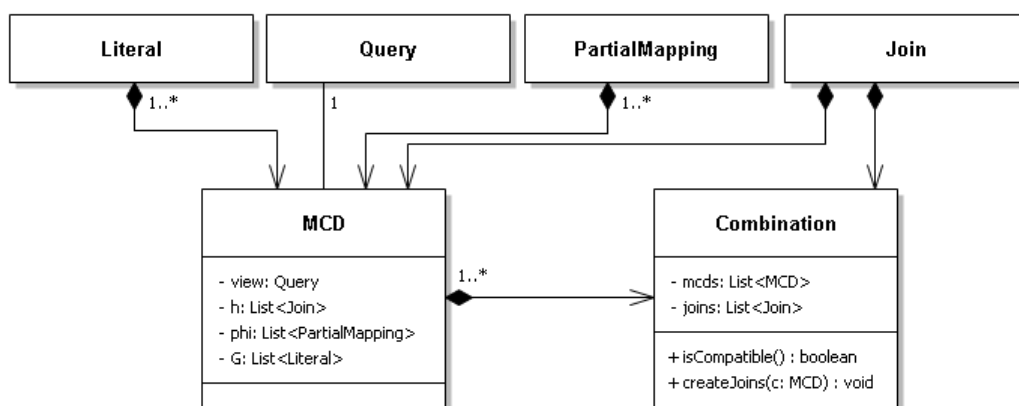 Literal
Query
PartialMapping
Join
1..*
1
1..*
MCD
- view: Query
- h: List<Join>
- phi: List<PartialMapping>
- G: List<Literal>
1..*
Combination
- mcds: List<MCD>
- joins: List<Join>
+ isCompatible() : boolean
+ createJoins(c: MCD) : void